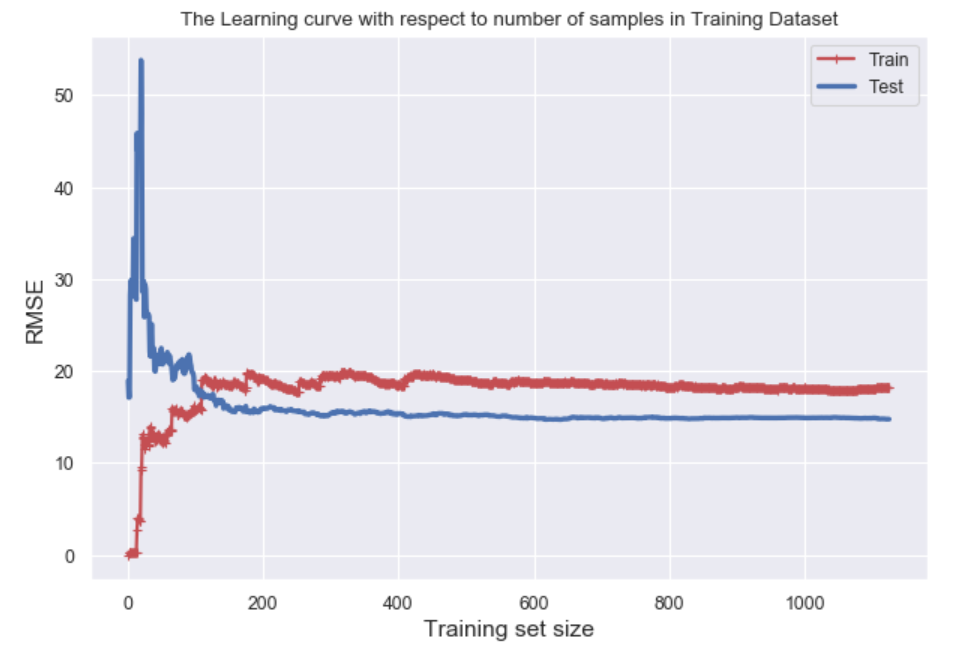 The Learning curve with respect to number of samples in Training Dataset
Train
Test
50
40
30
20
10
0
RMSE
0 200 400 600 800 1000
Training set size